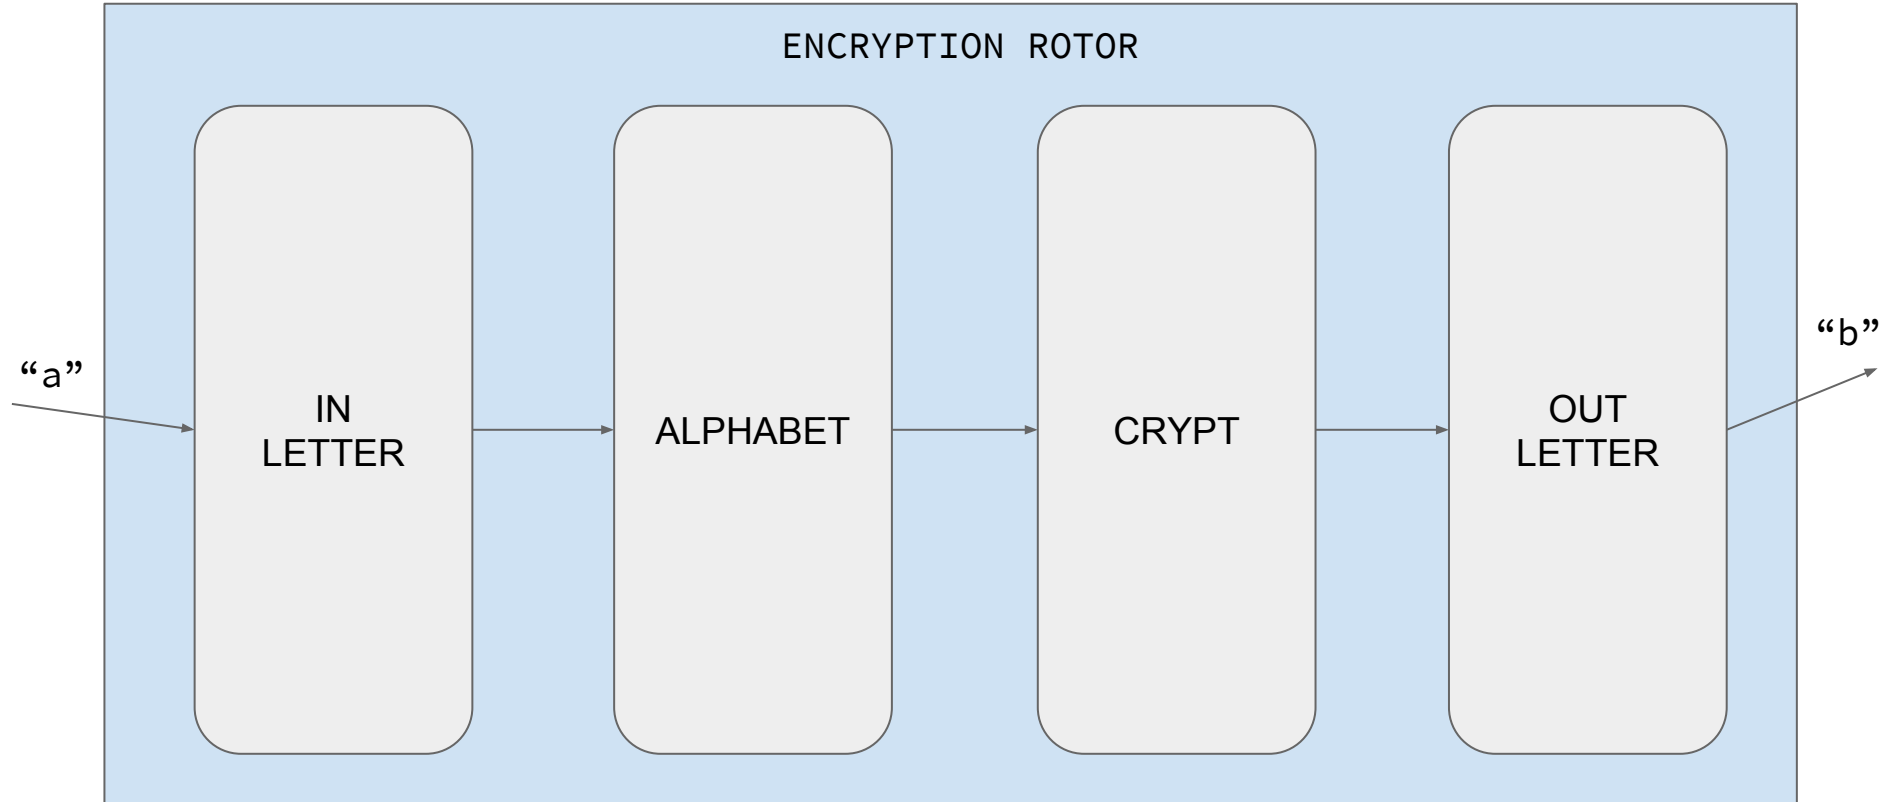 ENCRYPTION ROTOR
“a”
IN
LETTER
ALPHABET
CRYPT
OUT
LETTER
“b”